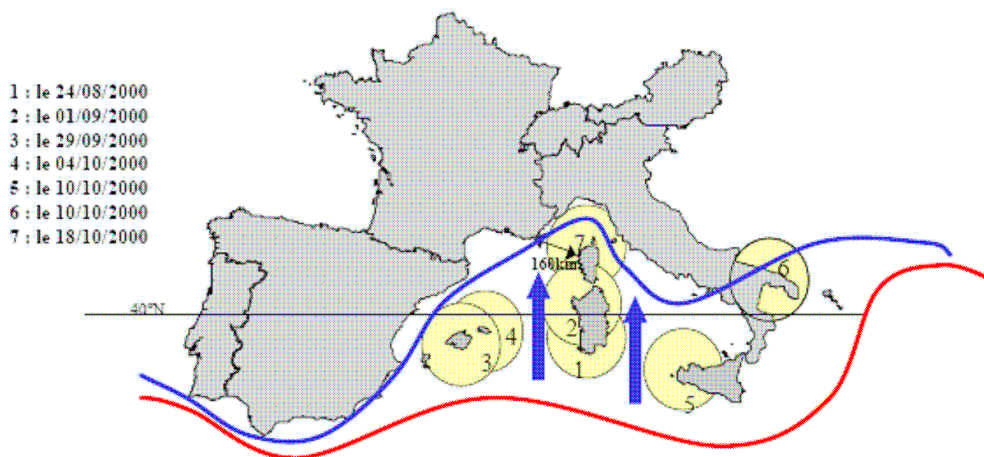 1 : le 24/08/2000
2 : le 01/09/2000
3 : le 29/09/2000
4 : le 04/10/2000
5 : le 10/10/2000
6 : le 10/10/2000
7 : le 18/10/2000
7
160km
6
40°N
2
4
3
1
5